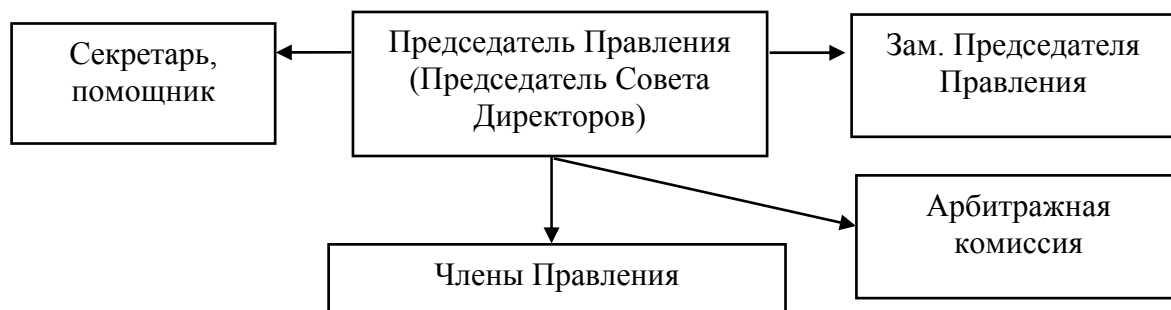 Секретарь,
помощник
Председатель Правления
(Председатель Совета
Директоров)
Зам. Председателя
Правления
Арбитражная
комиссия
Члены Правления